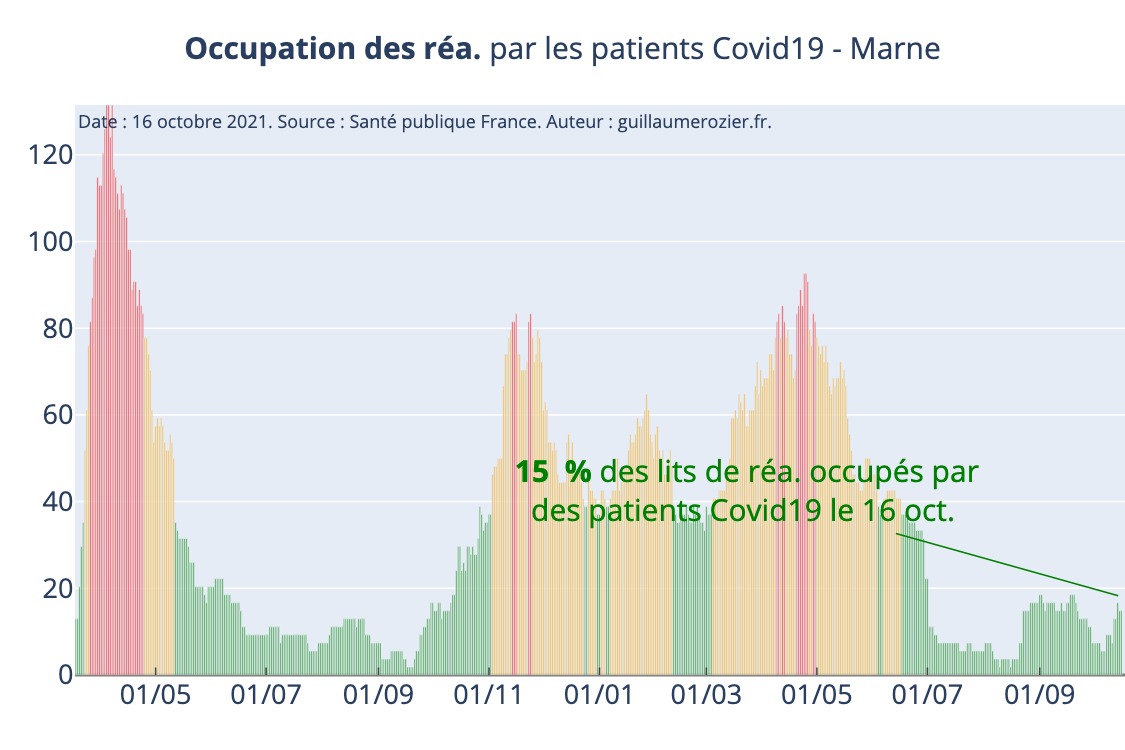 Occupation des réa. par les patients Covid19 - Marne
Date : 16 octobre 2021. Source : Santé publique France. Auteur : guillaumerozier.fr.
120
100
80
60
40
20
0
15 % des lits de réa. occupés par
des patients Covid19 le 16 oct.
01/05 01/07 01/09 01/11 01/01 01/03 01/05 01/07 01/09